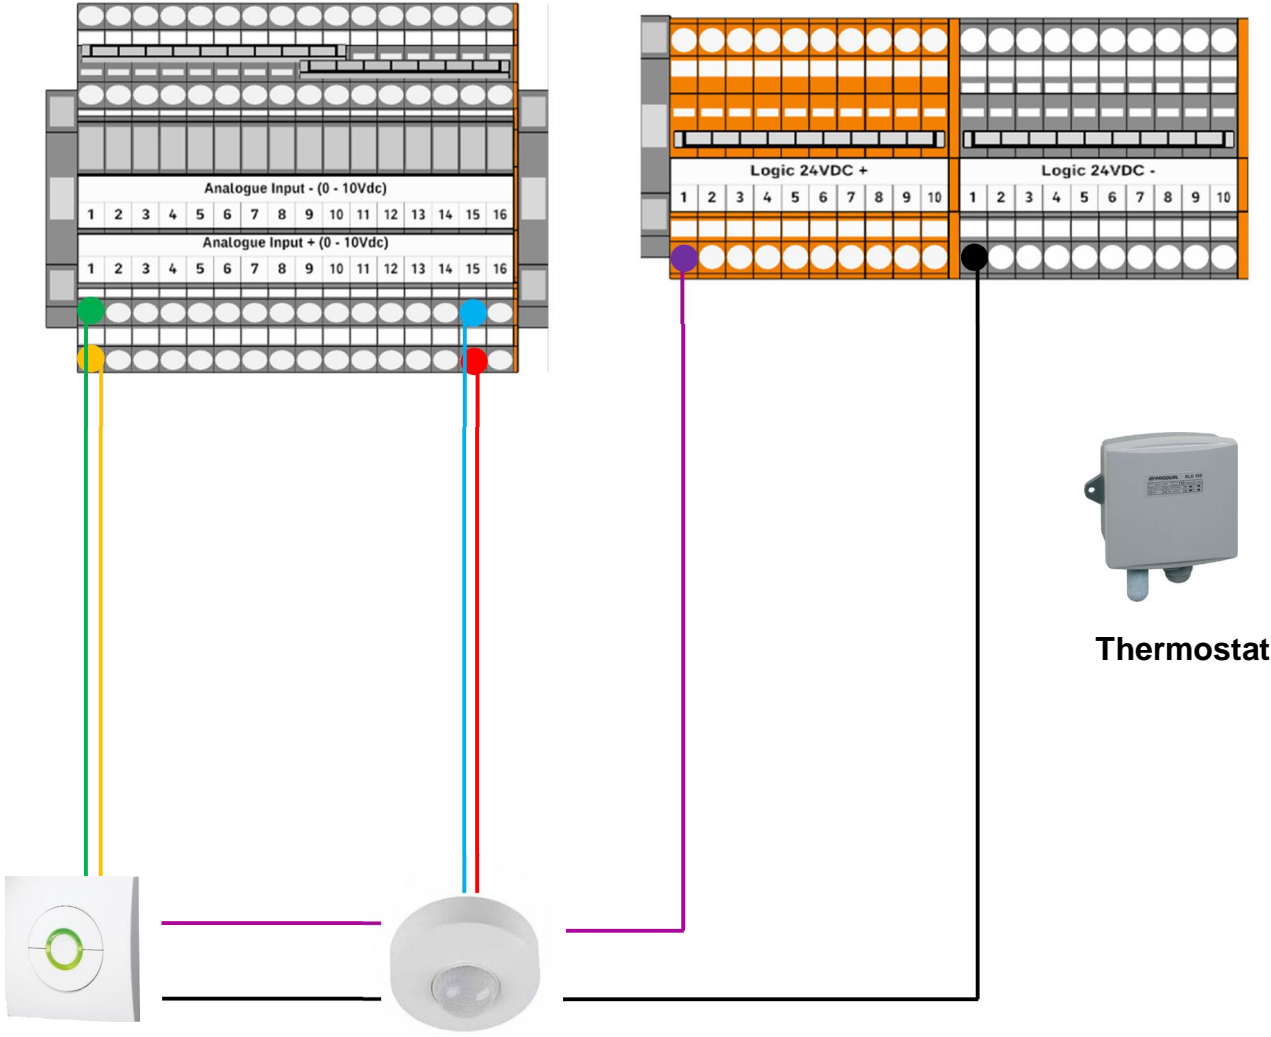 Analogue Input - (0 - 10Vdc)
1 2 3 4 5 6 7 8 9 10 11 12 13 14 15 16
Analogue Input + (0 - 10Vdc)
1 2 3 4 5 6 7 8 9 10 11 12 13 14 15 16
Logic 24VDC +
1 2 3 4 5 6 7 8 9 10
Logic 24VDC -
1 2 3 4 5 6 7 8 9 10
Thermostat